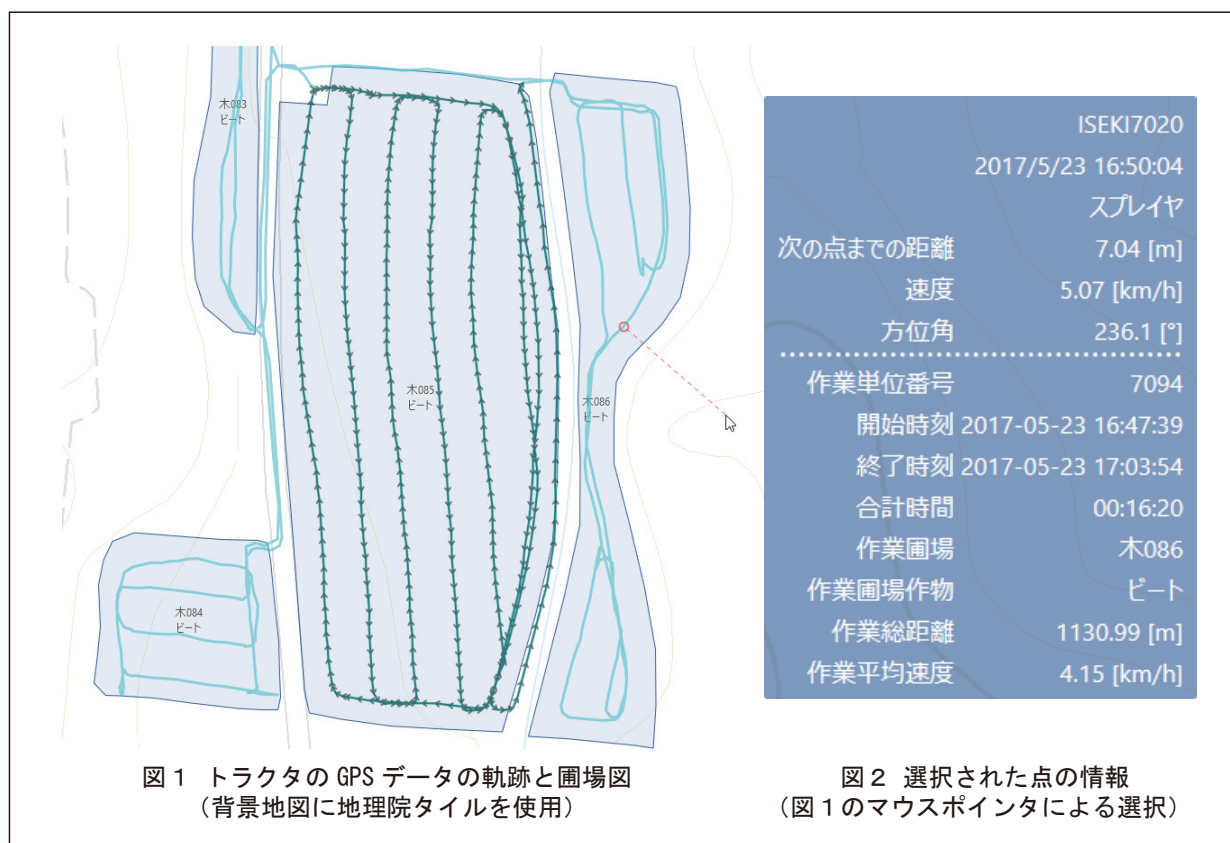 木083
ビート
木085
ビート
木086
ビート
木084
ビート
ISEKI7020
2017/5/23 16:50:04
スプレイヤ
次の点までの距離 7.04 [m]
速度 5.07 [km/h]
方位角 236.1 [°]
作業単位番号 7094
開始時刻 2017-05-23 16:47:39
終了時刻 2017-05-23 17:03:54
合計時間 00:16:20
作業圃場 木086
作業圃場作物 ビート
作業総距離 1130.99 [m]
作業平均速度 4.15 [km/h]
図1 トラクタの GPS データの軌跡と圃場図
(背景地図に地理院タイルを使用)
図2 選択された点の情報
(図1のマウスポインタによる選択)